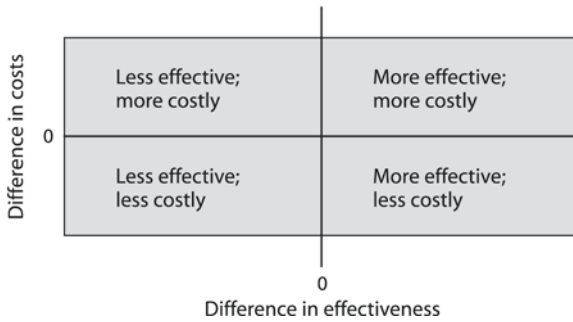 Difference in costs
Less effective;
more costly
More effective;
more costly
0
Less effective;
less costly
More effective;
less costly
0
Difference in effectiveness